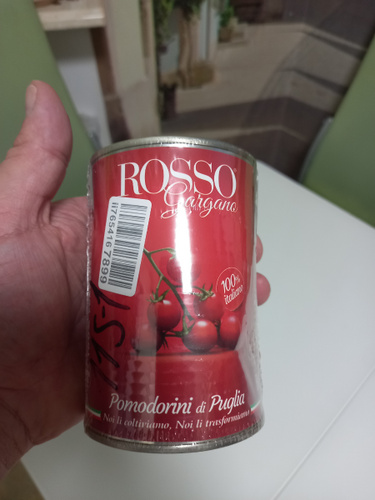 ROSSO
Gargano
100%
italiano
Pomodorini di Puglia
Noi li coltiviamo, Noi li trasformiamo